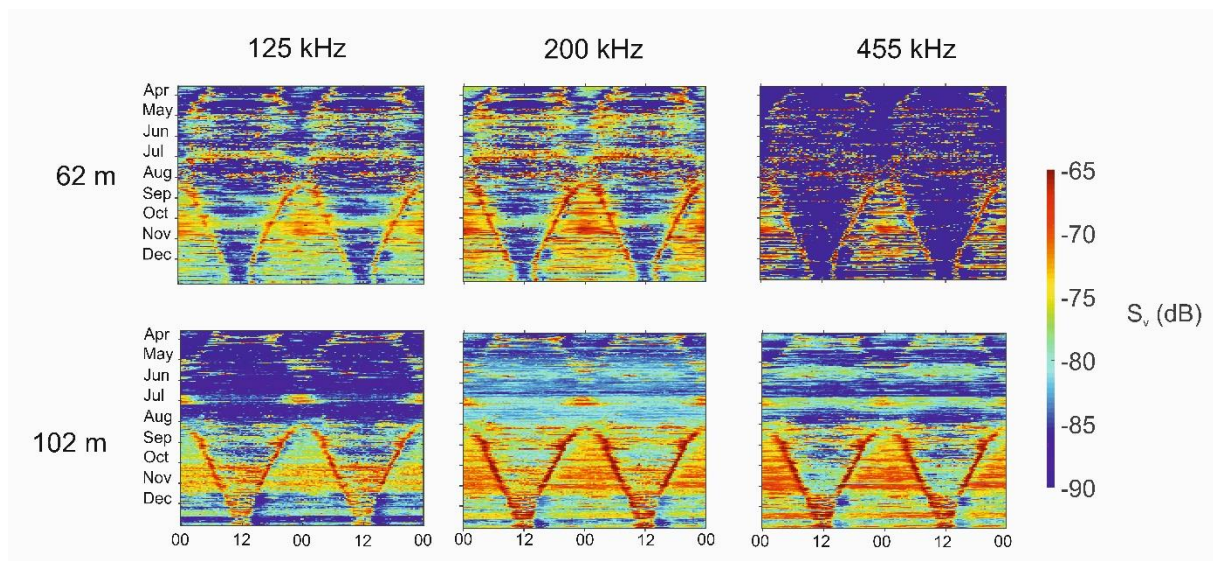 125 kHz 200 kHz 455 kHz
62 m
Apr
May
Jun
Jul
Aug
Sep
Oct
Nov
Dec
102 m
Apr
May
Jun
Jul
Aug
Sep
Oct
Nov
Dec
00 12 00 12 00 00 12 00 12 00 00 12 00 12 00
-65
-70
-75
-80
-85
-90
Sv (dB)